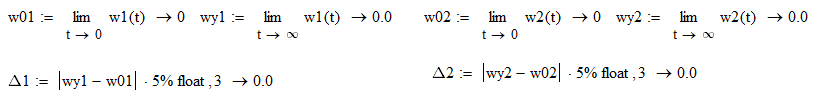 w01 := lim t → 0 w1(t) → 0 wy1 := lim t → ∞ w1(t) → 0.0 w02 := lim t → 0 w2(t) → 0 wy2 := lim t → ∞ w2(t) → 0.0
Δ1 := |wy1 − w01| · 5% float , 3 → 0.0 Δ2 := |wy2 − w02| · 5% float , 3 → 0.0